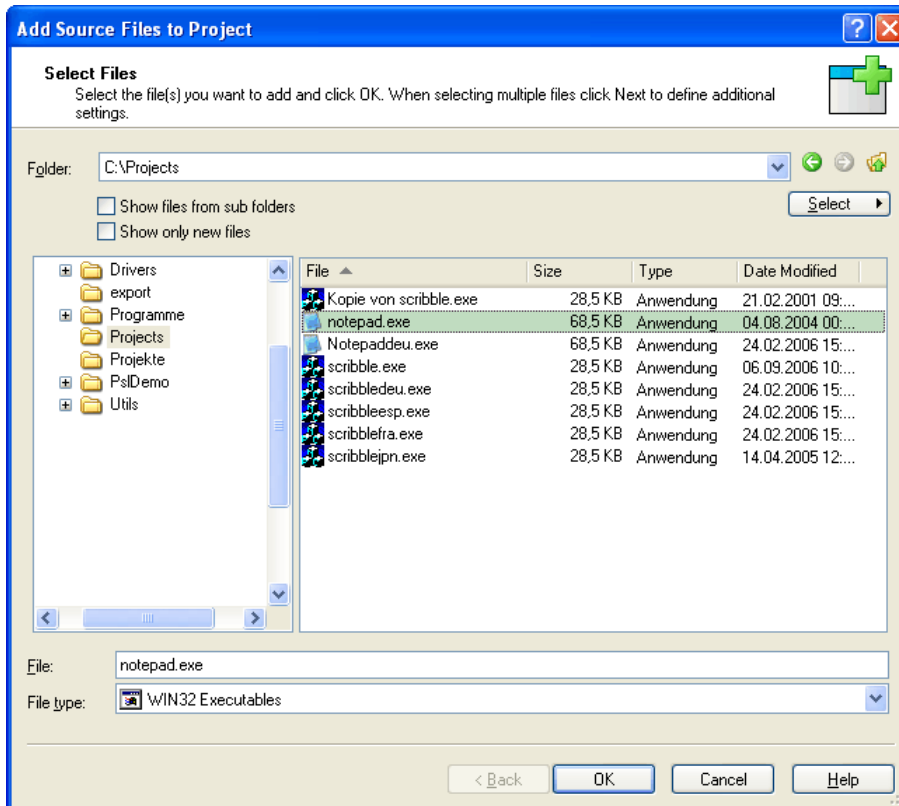 Add Source Files to Project
Select Files
Select the file(s) you want to add and click OK. When selecting multiple files click Next to define additional
settings.
Folder: C:\Projects
Show files from sub folders
Select
Show only new files
Drivers
export
Programme
Projects
Projekte
PslDemo
Utils
File Size Type Date Modified
Kopie von scribble.exe 28,5 KB Anwendung 21.02.2001 09:...
notepad.exe 68,5 KB Anwendung 04.08.2004 00:...
Notepaddeu.exe 68,5 KB Anwendung 24.02.2006 15:...
scribble.exe 28,5 KB Anwendung 06.09.2006 10:...
scribbledeu.exe 28,5 KB Anwendung 24.02.2006 15:...
scribbleesp.exe 28,5 KB Anwendung 24.02.2006 15:...
scribblefra.exe 28,5 KB Anwendung 24.02.2006 15:...
scribblejpn.exe 28,5 KB Anwendung 14.04.2005 12:...
File: notepad.exe
File type: WIN32 Executables
< Back OK Cancel Help